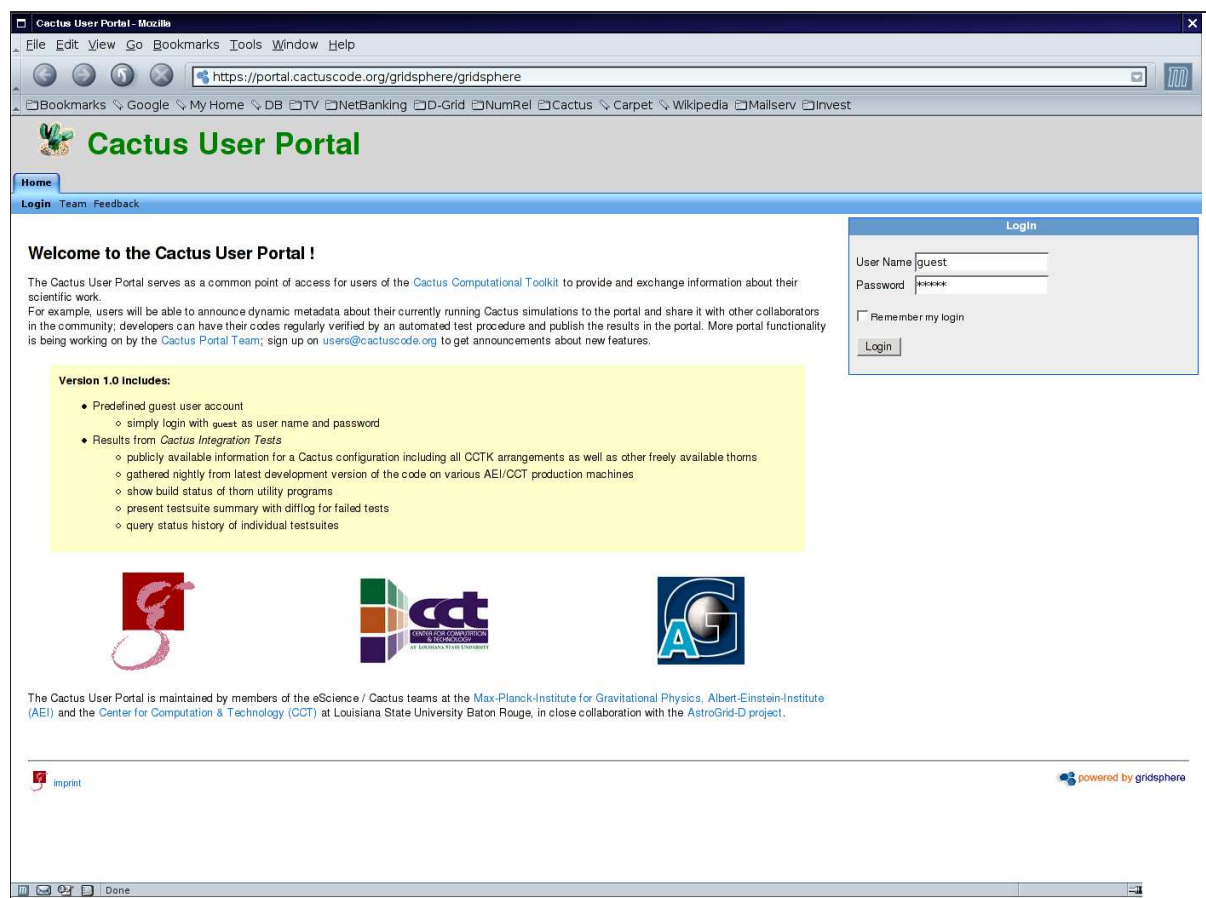 Cactus User Portal - Mozilla
File Edit View Go Bookmarks Tools Window Help
https://portal.cactuscode.org/gridsphere/gridsphere
Bookmarks Google My Home DB TV NetBanking D-Grid NumRel Cactus Carpet Wikipedia Mailserv Invest
Cactus User Portal
Home
Login Team Feedback
Login
User Name guest
Password *****
Remember my login
Login
Welcome to the Cactus User Portal !
The Cactus User Portal serves as a common point of access for users of the Cactus Computational Toolkit to provide and exchange information about their
scientific work.
For example, users will be able to announce dynamic metadata about their currently running Cactus simulations to the portal and share it with other collaborators
in the community; developers can have their codes regularly verified by an automated test procedure and publish the results in the portal. More portal functionality
is being working on by the Cactus Portal Team; sign up on users@cactuscode.org to get announcements about new features.
Version 1.0 includes:
Predefined guest user account
simply login with guest as user name and password
Results from Cactus Integration Tests
publicly available information for a Cactus configuration including all CCTK arrangements as well as other freely available thorns
gathered nightly from latest development version of the code on various AEI/CCT production machines
show build status of thorn utility programs
present testsuite summary with difflog for failed tests
query status history of individual testsuites
g
cct
CENTER FOR COMPUTATION
& TECHNOLOGY
AT LOUISIANA STATE UNIVERSITY
AG
The Cactus User Portal is maintained by members of the eScience / Cactus teams at the Max-Planck-Institute for Gravitational Physics, Albert-Einstein-Institute
(AEI) and the Center for Computation & Technology (CCT) at Louisiana State University Baton Rouge, in close collaboration with the AstroGrid-D project.
imprint
powered by gridsphere
Done